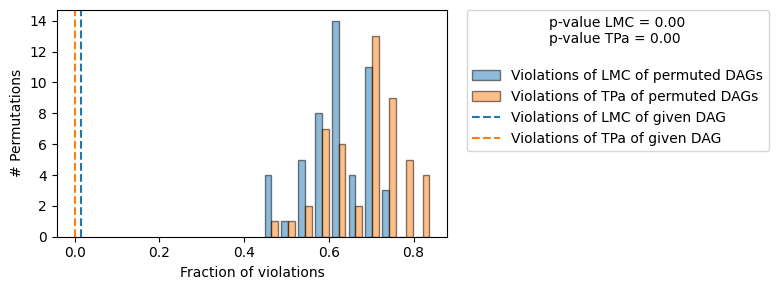 14
12
10
8
6
4
2
0
# Permutations
0.0 0.2 0.4 0.6 0.8
Fraction of violations
p-value LMC = 0.00
p-value TPa = 0.00
Violations of LMC of permuted DAGs
Violations of TPa of permuted DAGs
Violations of LMC of given DAG
Violations of TPa of given DAG